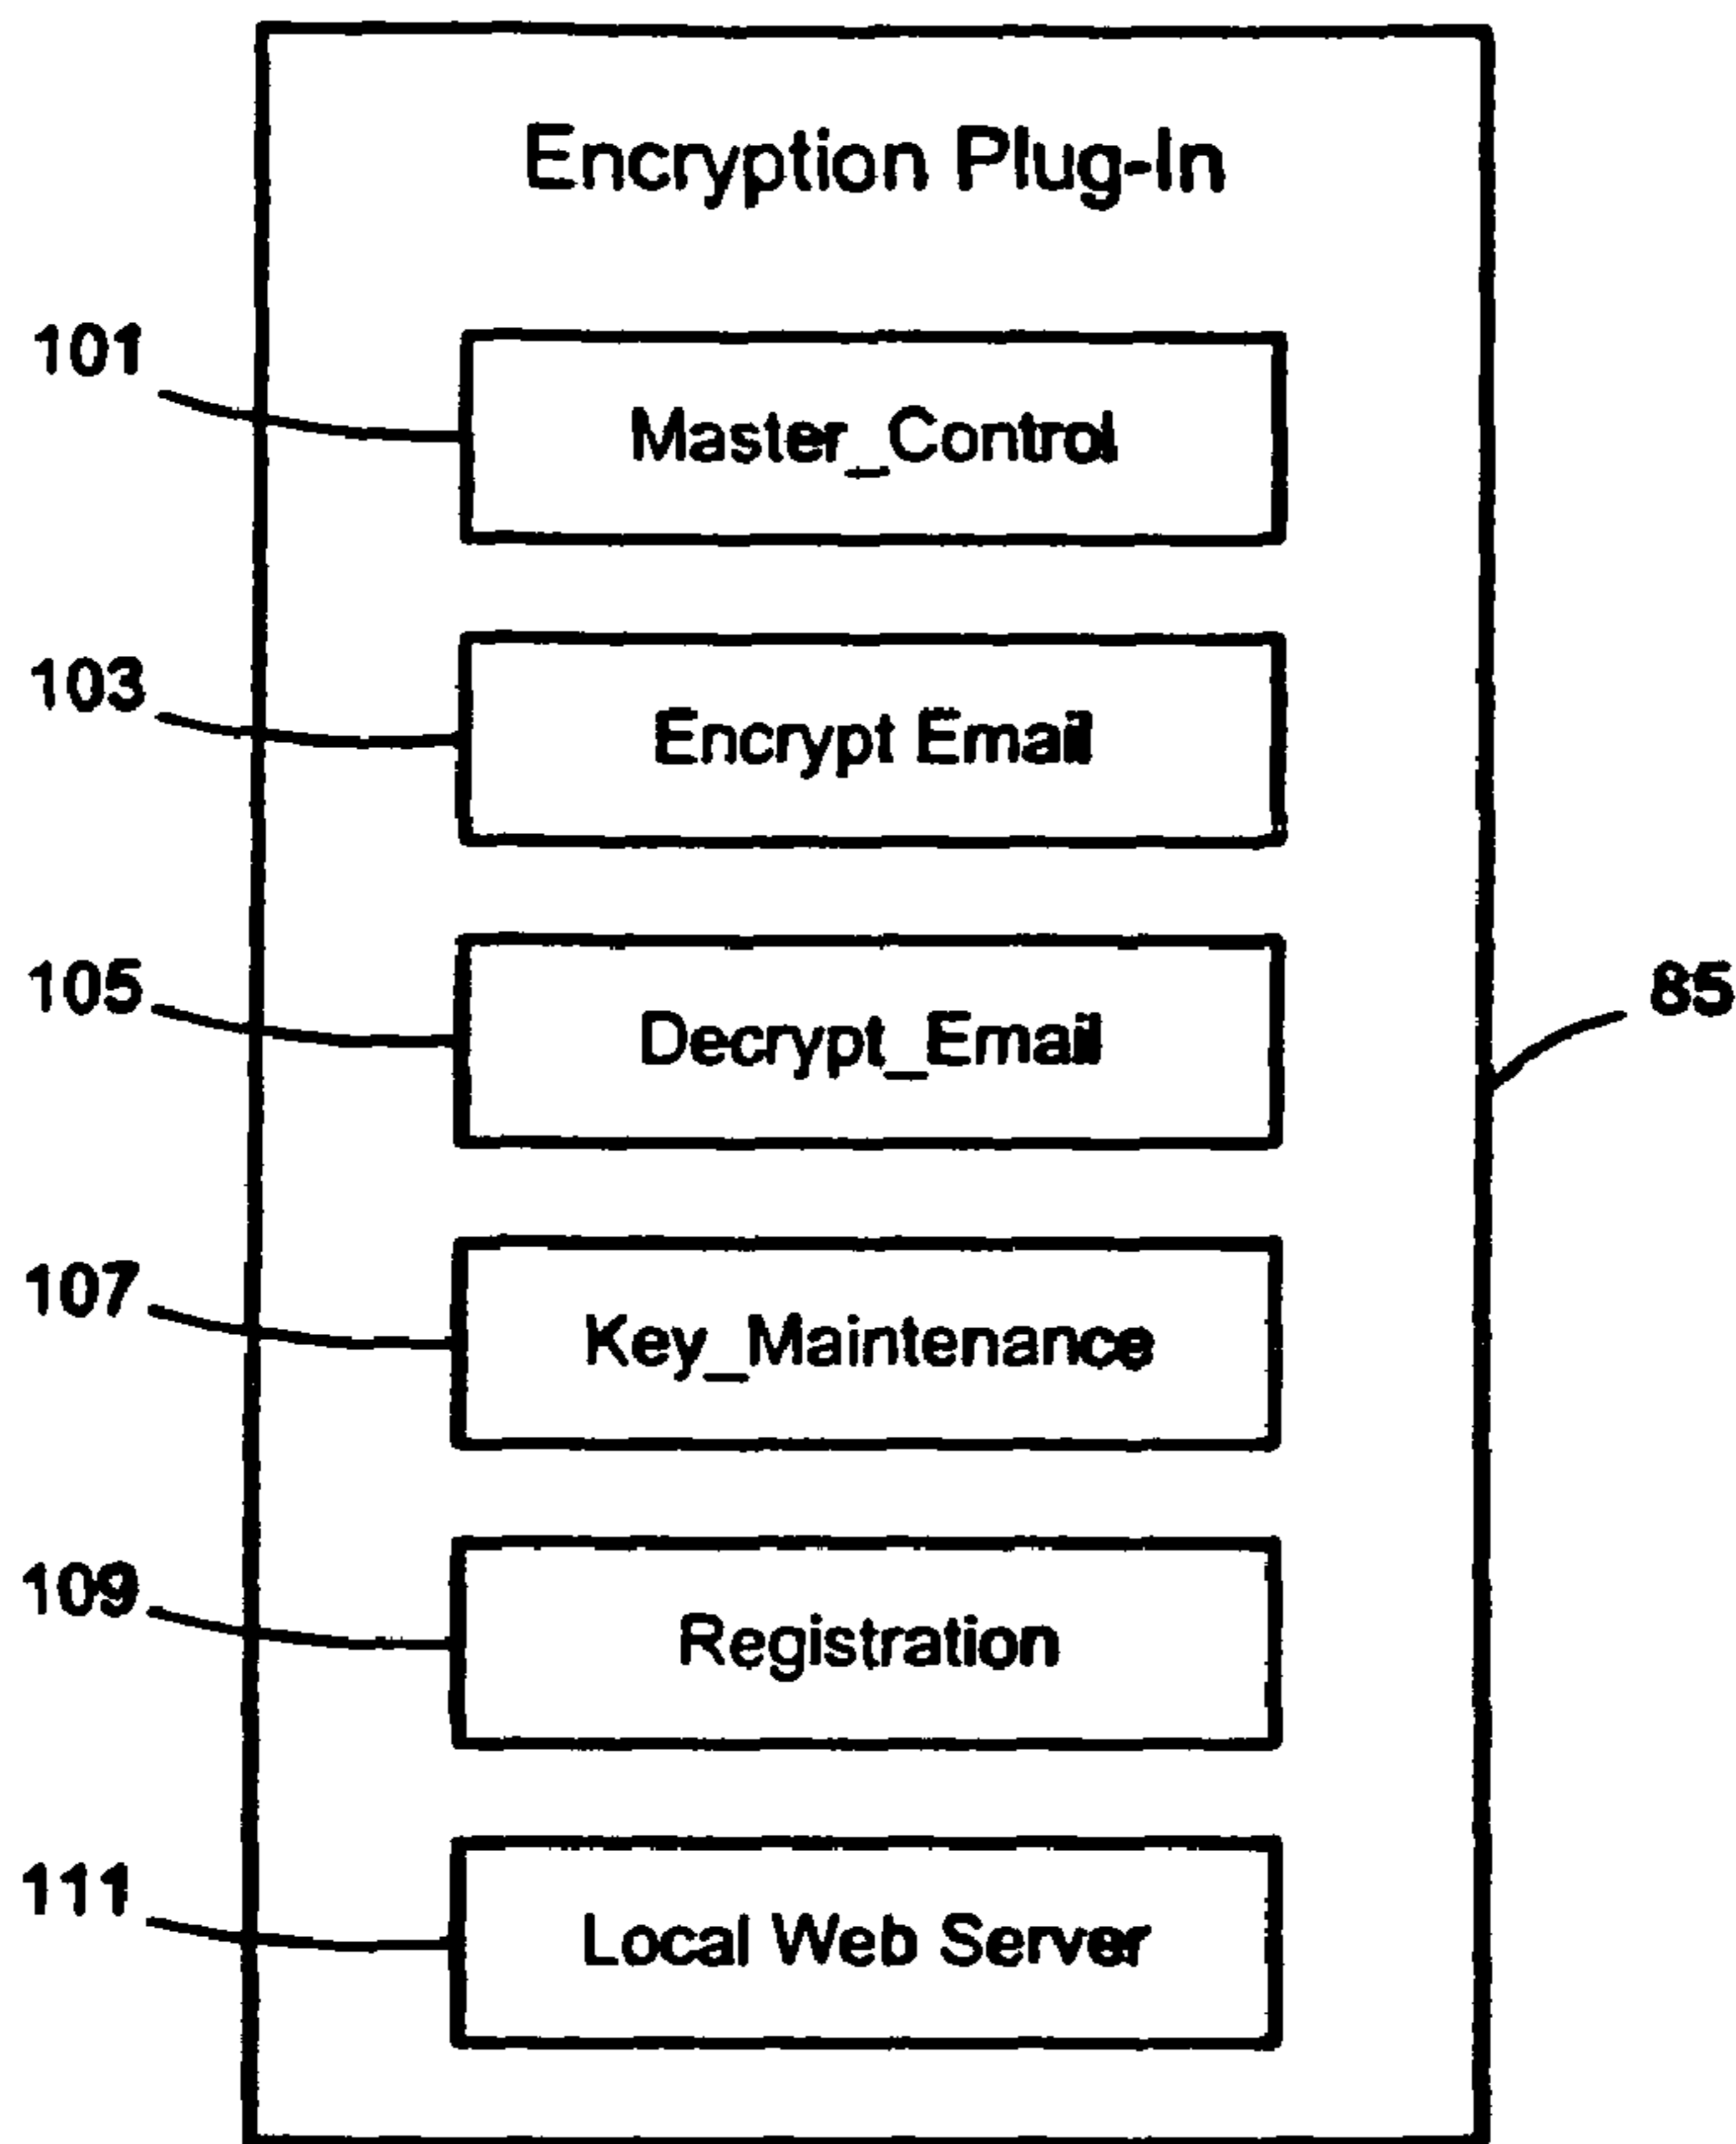 Encryption Plug-In
101
Master_Control
103
Encrypt Email
105
Decrypt_Email
85
107
Key_Maintenance
109
Registration
111
Local Web Server